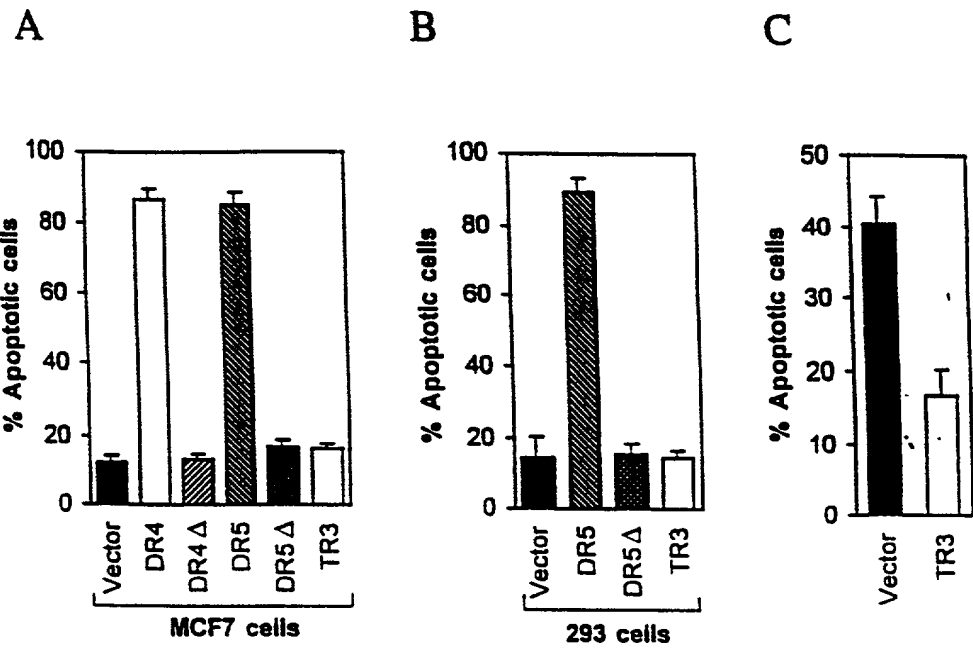 A
B
C
100
80
60
40
20
0
% Apoptotic cells
Vector
DR4
DR4 Δ
DR5
DR5 Δ
TR3
MCF7 cells
100
80
60
40
20
0
% Apoptotic cells
Vector
DR5
DR5 Δ
TR3
293 cells
50
40
30
20
10
0
% Apoptotic cells
Vector
TR3